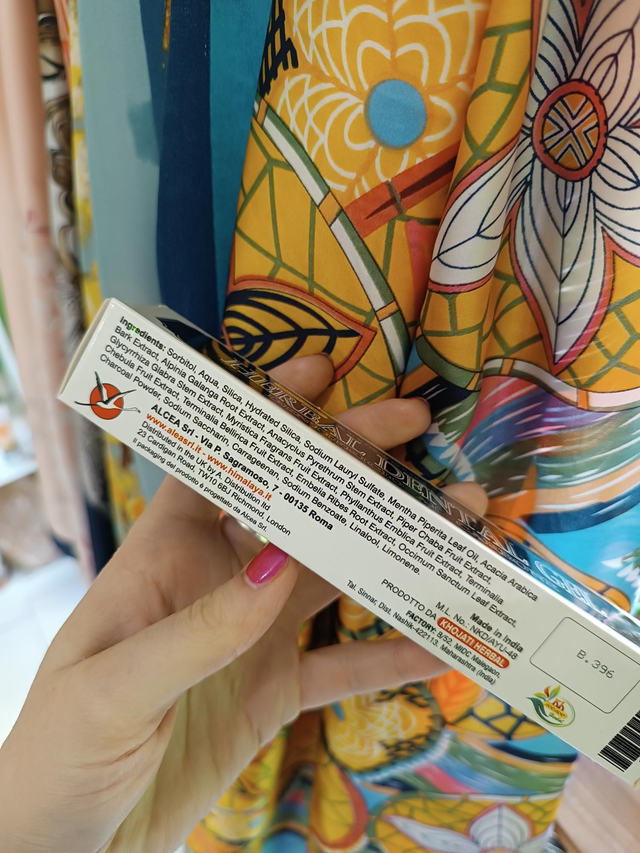 HERBAL DENTAL GEL
Ingredients: Sorbitol, Aqua, Silica, Hydrated Silica, Sodium Lauryl Sulfate, Mentha Piperita Leaf Oil, Acacia Arabica
Bark Extract, Alpinia Galanga Root Extract, Anacyclus Pyrethrum Stem Extract, Piper Chaba Fruit Extract,
Glycyrrhiza Glabra Stem Extract, Myristica Fragrans Fruit Extract, Phyllanthus Emblica Fruit Extract, Terminalia
Chebula Fruit Extract, Terminalia Bellirica Fruit Extract, Embelia Ribes Root Extract, Occimum Sanctum Leaf Extract,
Charcoal Powder, Sodium Saccharin, Carrageenan, Sodium Benzoate, Linalool, Limonene.
ALCEA Srl - Via P. Sagramoso, 7 - 00135 Roma
www.aleasrl.it - www.himalaya.it
Distributed in the UK by A. Distribution ltd
23 Cardigan Road, TW10 6BJ Richmond, London
Il packaging del prodotto è progettato da Alcea Srl.
Made in India
M.L. No.: NKD/AYU-48
PRODOTTO DA KHOJATI HERBAL
FACTORY: B/52, MIDC Malegaon,
Tal. Sinnar, Dist. Nashik-422113. Maharashtra (India)
B.396